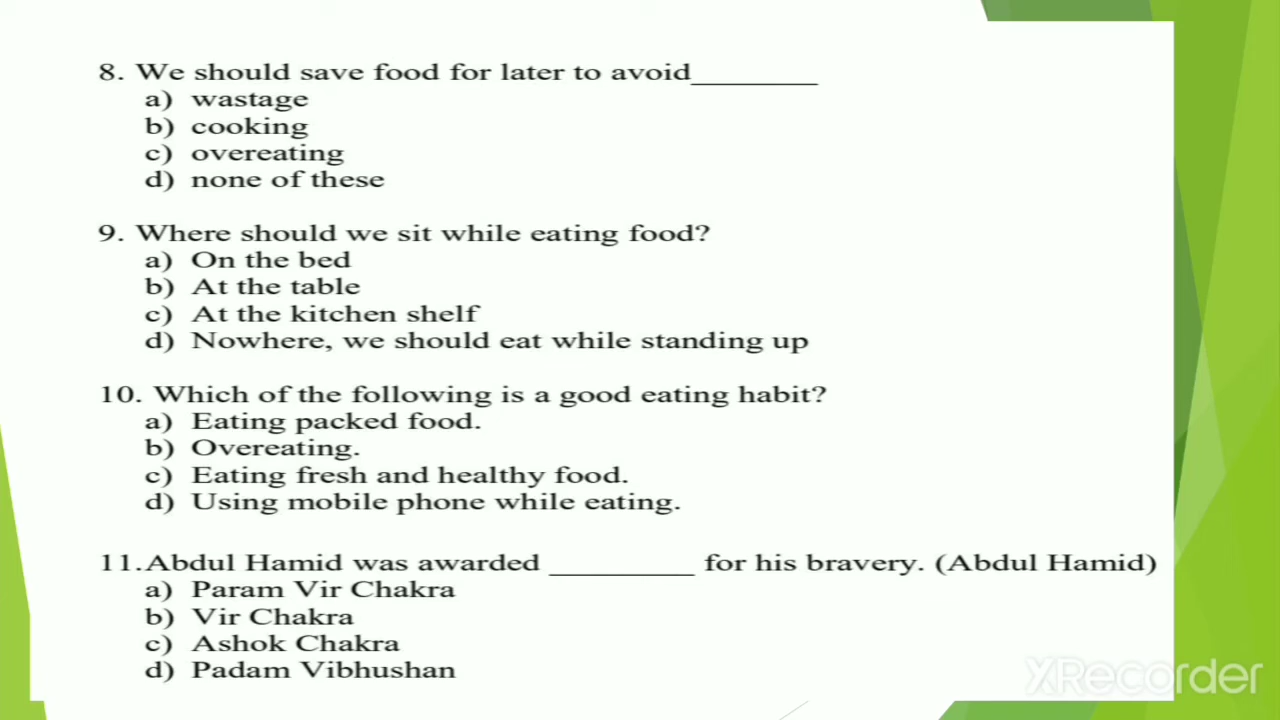 8. We should save food for later to avoid_______
a) wastage
b) cooking
c) overeating
d) none of these
9. Where should we sit while eating food?
a) On the bed
b) At the table
c) At the kitchen shelf
d) Nowhere, we should eat while standing up
10. Which of the following is a good eating habit?
a) Eating packed food.
b) Overeating.
c) Eating fresh and healthy food.
d) Using mobile phone while eating.
11.Abdul Hamid was awarded ________ for his bravery. (Abdul Hamid)
a) Param Vir Chakra
b) Vir Chakra
c) Ashok Chakra
d) Padam Vibhushan
XRecorder